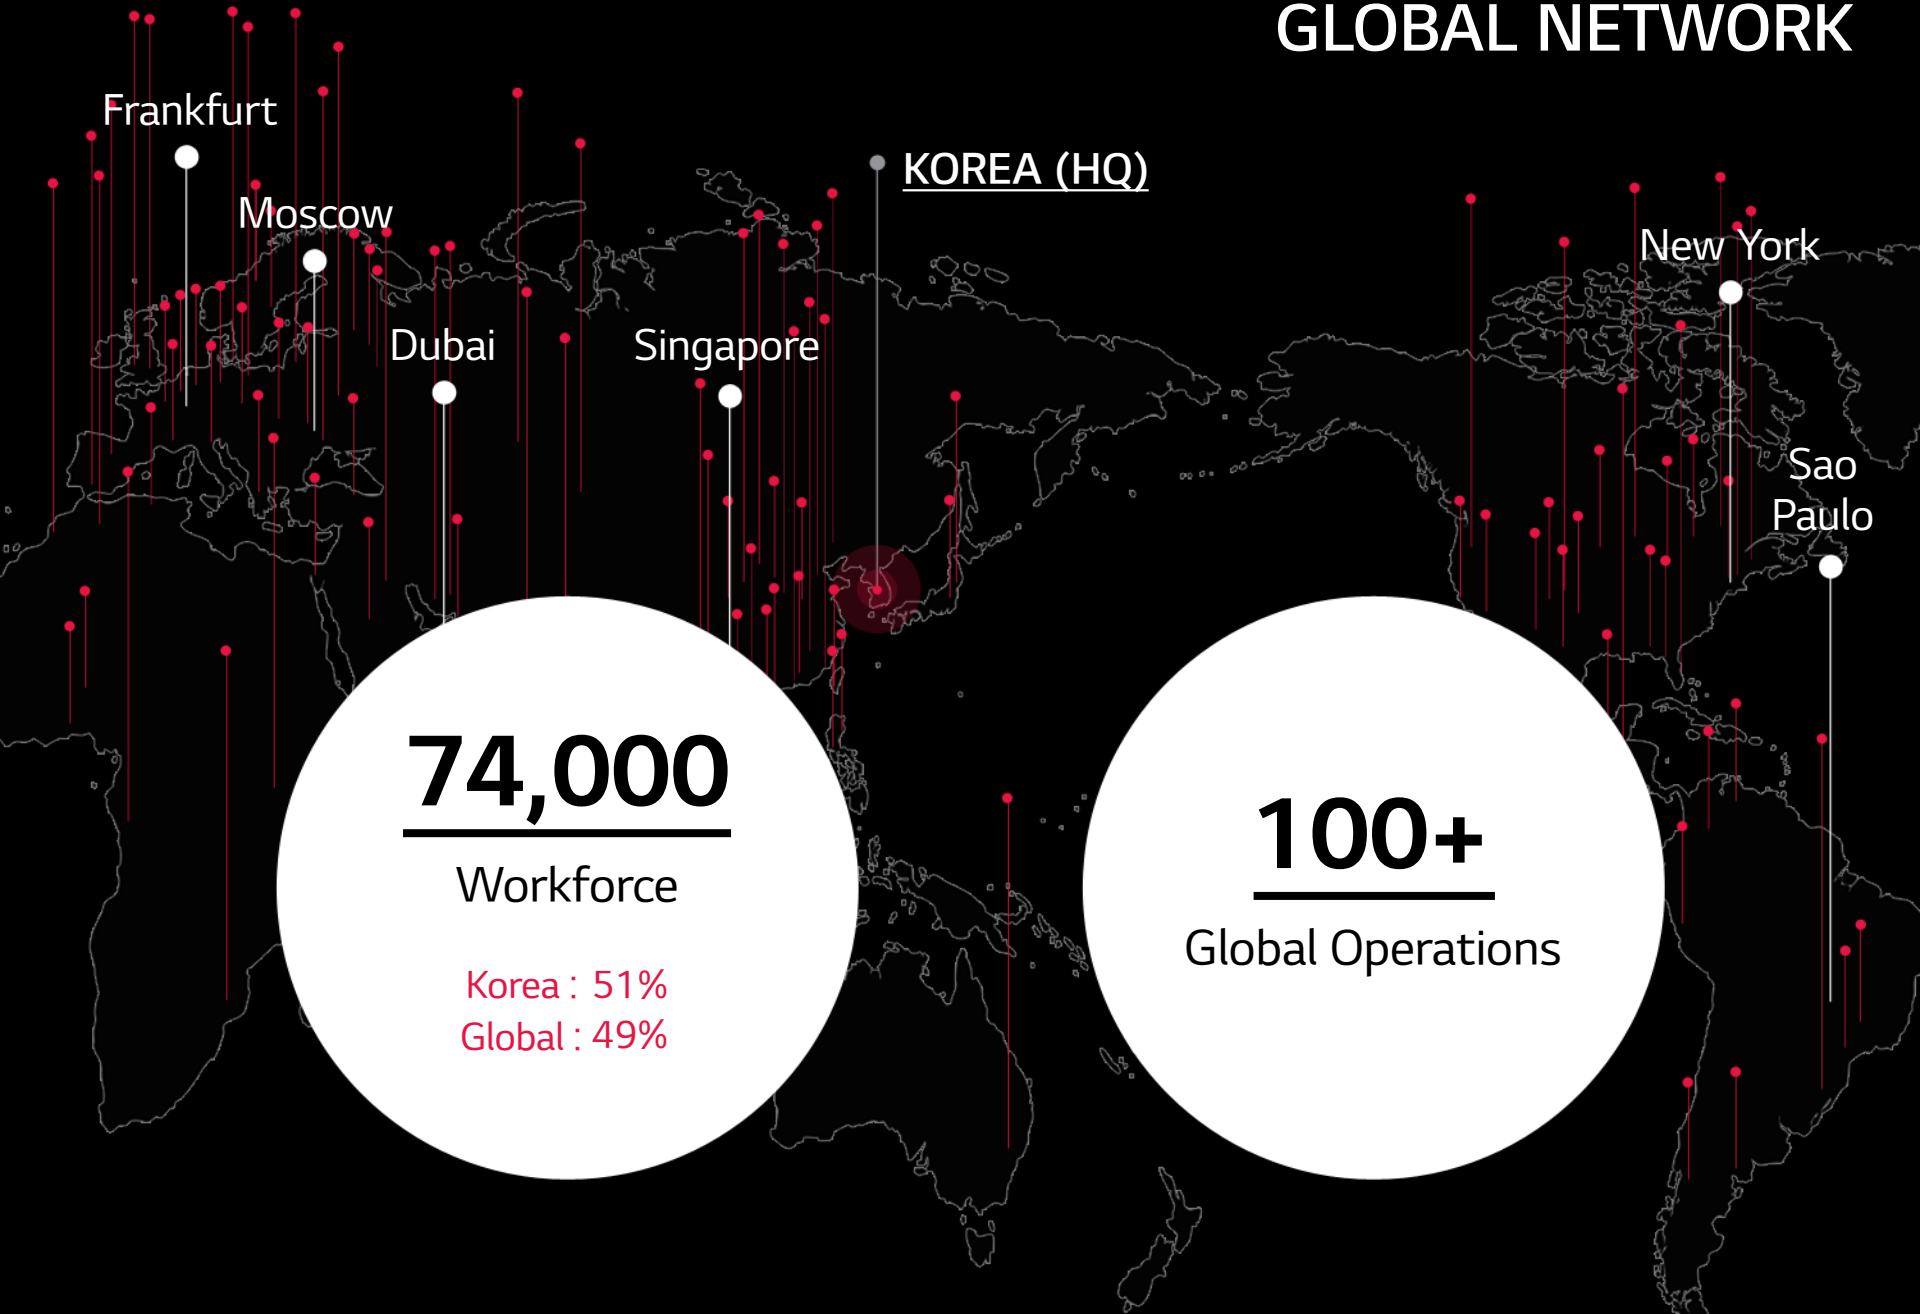 GLOBAL NETWORK
Frankfurt
KOREA (HQ)
Moscow
New York
Dubai
Singapore
Sao
Paulo
74,000
Workforce
Korea : 51%
Global : 49%
100+
Global Operations